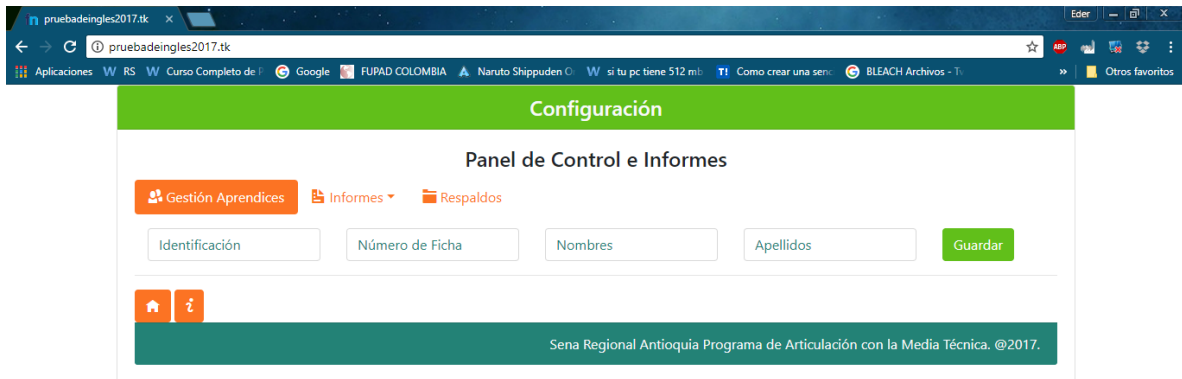 pruebadeingles2017.tk
Eder
pruebadeingles2017.tk
ABP
Aplicaciones RS Curso Completo de P Google FUPAD COLOMBIA Naruto Shippuden O si tu pc tiene 512 mb T! Como crear una senc BLEACH Archivos - Tv » Otros favoritos
Configuración
Panel de Control e Informes
Gestión Aprendices Informes Respaldos
Identificación Número de Ficha Nombres Apellidos Guardar
Sena Regional Antioquia Programa de Articulación con la Media Técnica. @2017.